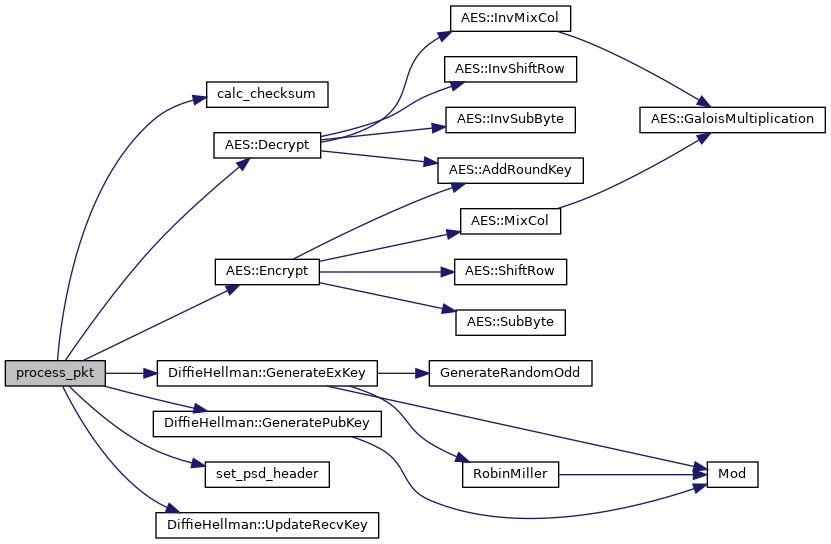 AES::InvMixCol
AES::InvShiftRow
calc_checksum
AES::InvSubByte
AES::GaloisMultiplication
AES::Decrypt
AES::AddRoundKey
AES::MixCol
AES::Encrypt
AES::ShiftRow
AES::SubByte
process_pkt
DiffieHellman::GenerateExKey
GenerateRandomOdd
DiffieHellman::GeneratePubKey
set_psd_header
RobinMiller
Mod
DiffieHellman::UpdateRecvKey